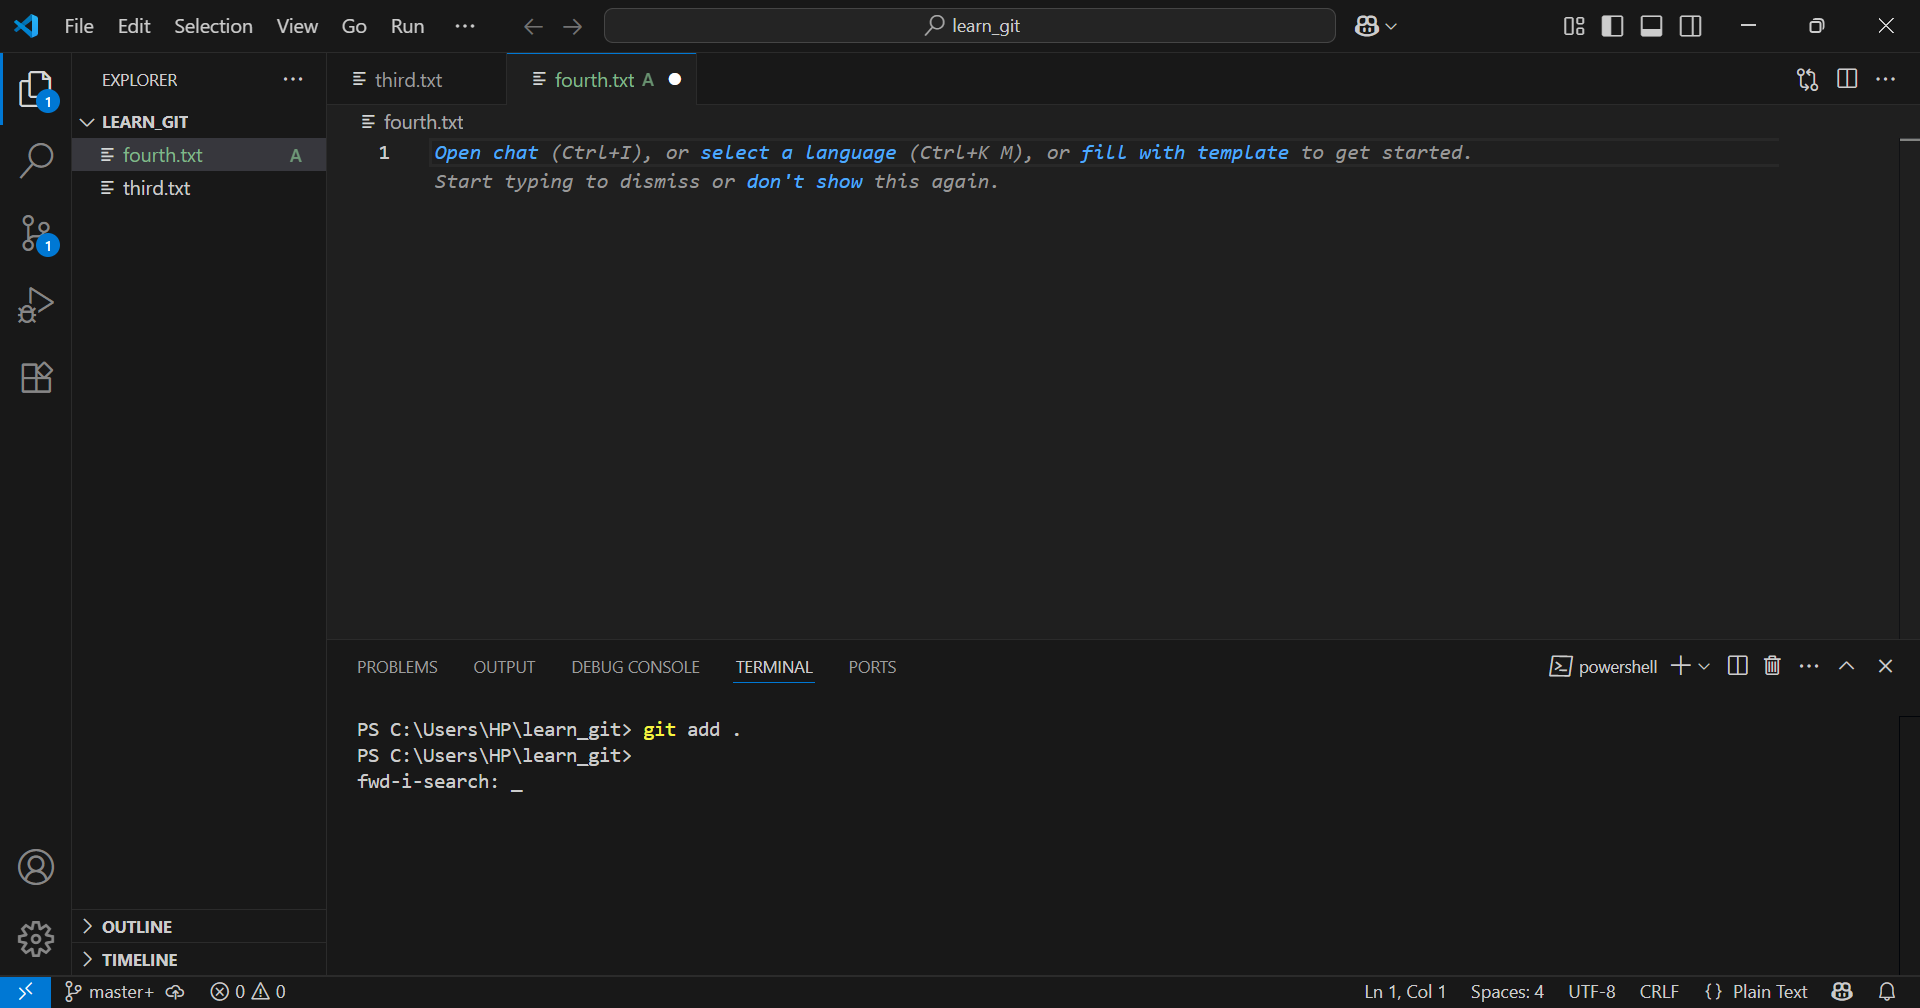 File Edit Selection View Go Run ··· learn_git
EXPLORER ···
LEARN_GIT
fourth.txt A
third.txt
OUTLINE
TIMELINE
1
1
third.txt fourth.txt A
fourth.txt
1 Open chat (Ctrl+I), or select a language (Ctrl+K M), or fill with template to get started.
Start typing to dismiss or don't show this again.
PROBLEMS OUTPUT DEBUG CONSOLE TERMINAL PORTS powershell
PS C:\Users\HP\learn_git> git add .
PS C:\Users\HP\learn_git>
fwd-i-search: _
master+ 0 0 Ln 1, Col 1 Spaces: 4 UTF-8 CRLF {} Plain Text